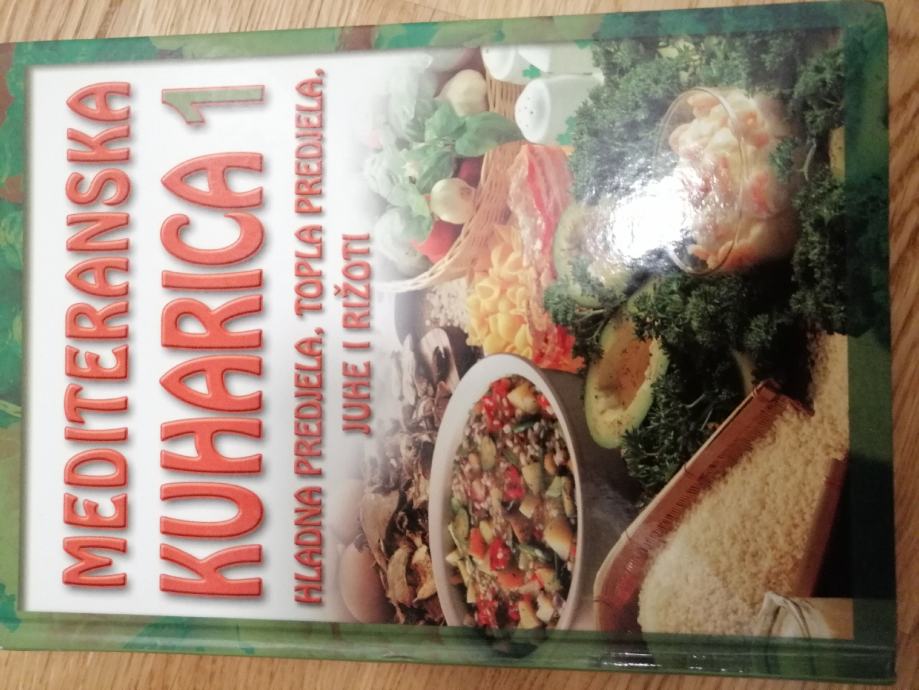 MEDITERANSKA
KUHARICA 1
HLADNA PREDJELA, TOPLA PREDJELA,
JUHE I RIŽOTI